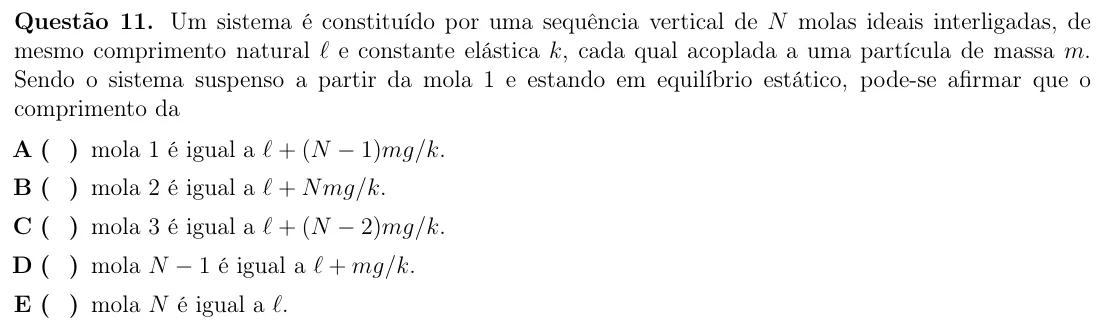 Questão 11. Um sistema é constituído por uma sequência vertical de N molas ideais interligadas, de
mesmo comprimento natural ℓ e constante elástica k, cada qual acoplada a uma partícula de massa m.
Sendo o sistema suspenso a partir da mola 1 e estando em equilíbrio estático, pode-se afirmar que o
comprimento da
A ( ) mola 1 é igual a ℓ + (N − 1)mg/k.
B ( ) mola 2 é igual a ℓ + Nmg/k.
C ( ) mola 3 é igual a ℓ + (N − 2)mg/k.
D ( ) mola N − 1 é igual a ℓ + mg/k.
E ( ) mola N é igual a ℓ.